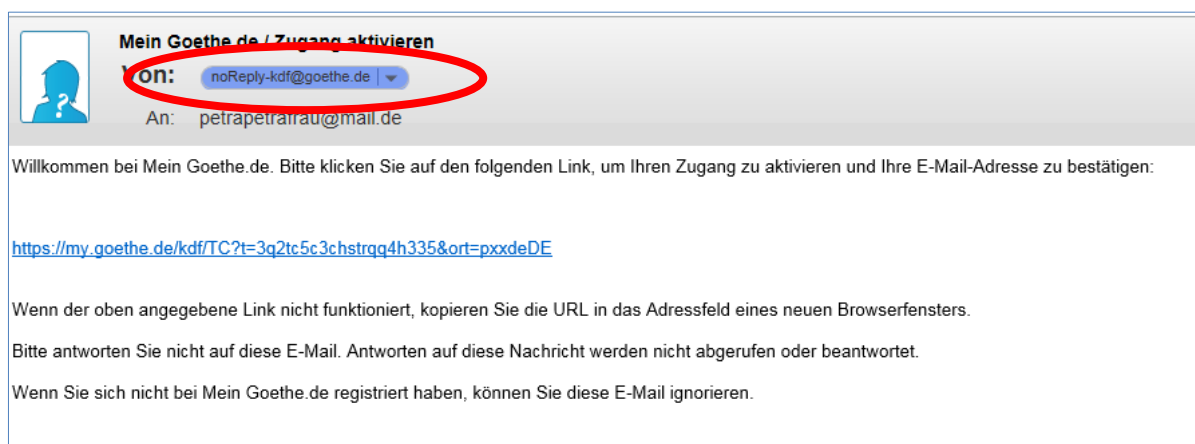 Mein Goethe.de / Zugang aktivieren
Von: noReply-kdf@goethe.de
An: petrapetrafrau@mail.de
Willkommen bei Mein Goethe.de. Bitte klicken Sie auf den folgenden Link, um Ihren Zugang zu aktivieren und Ihre E-Mail-Adresse zu bestätigen:
https://my.goethe.de/kdf/TC?t=3q2tc5c3chstrqq4h335&ort=pxxdeDE
Wenn der oben angegebene Link nicht funktioniert, kopieren Sie die URL in das Adressfeld eines neuen Browserfensters.
Bitte antworten Sie nicht auf diese E-Mail. Antworten auf diese Nachricht werden nicht abgerufen oder beantwortet.
Wenn Sie sich nicht bei Mein Goethe.de registriert haben, können Sie diese E-Mail ignorieren.